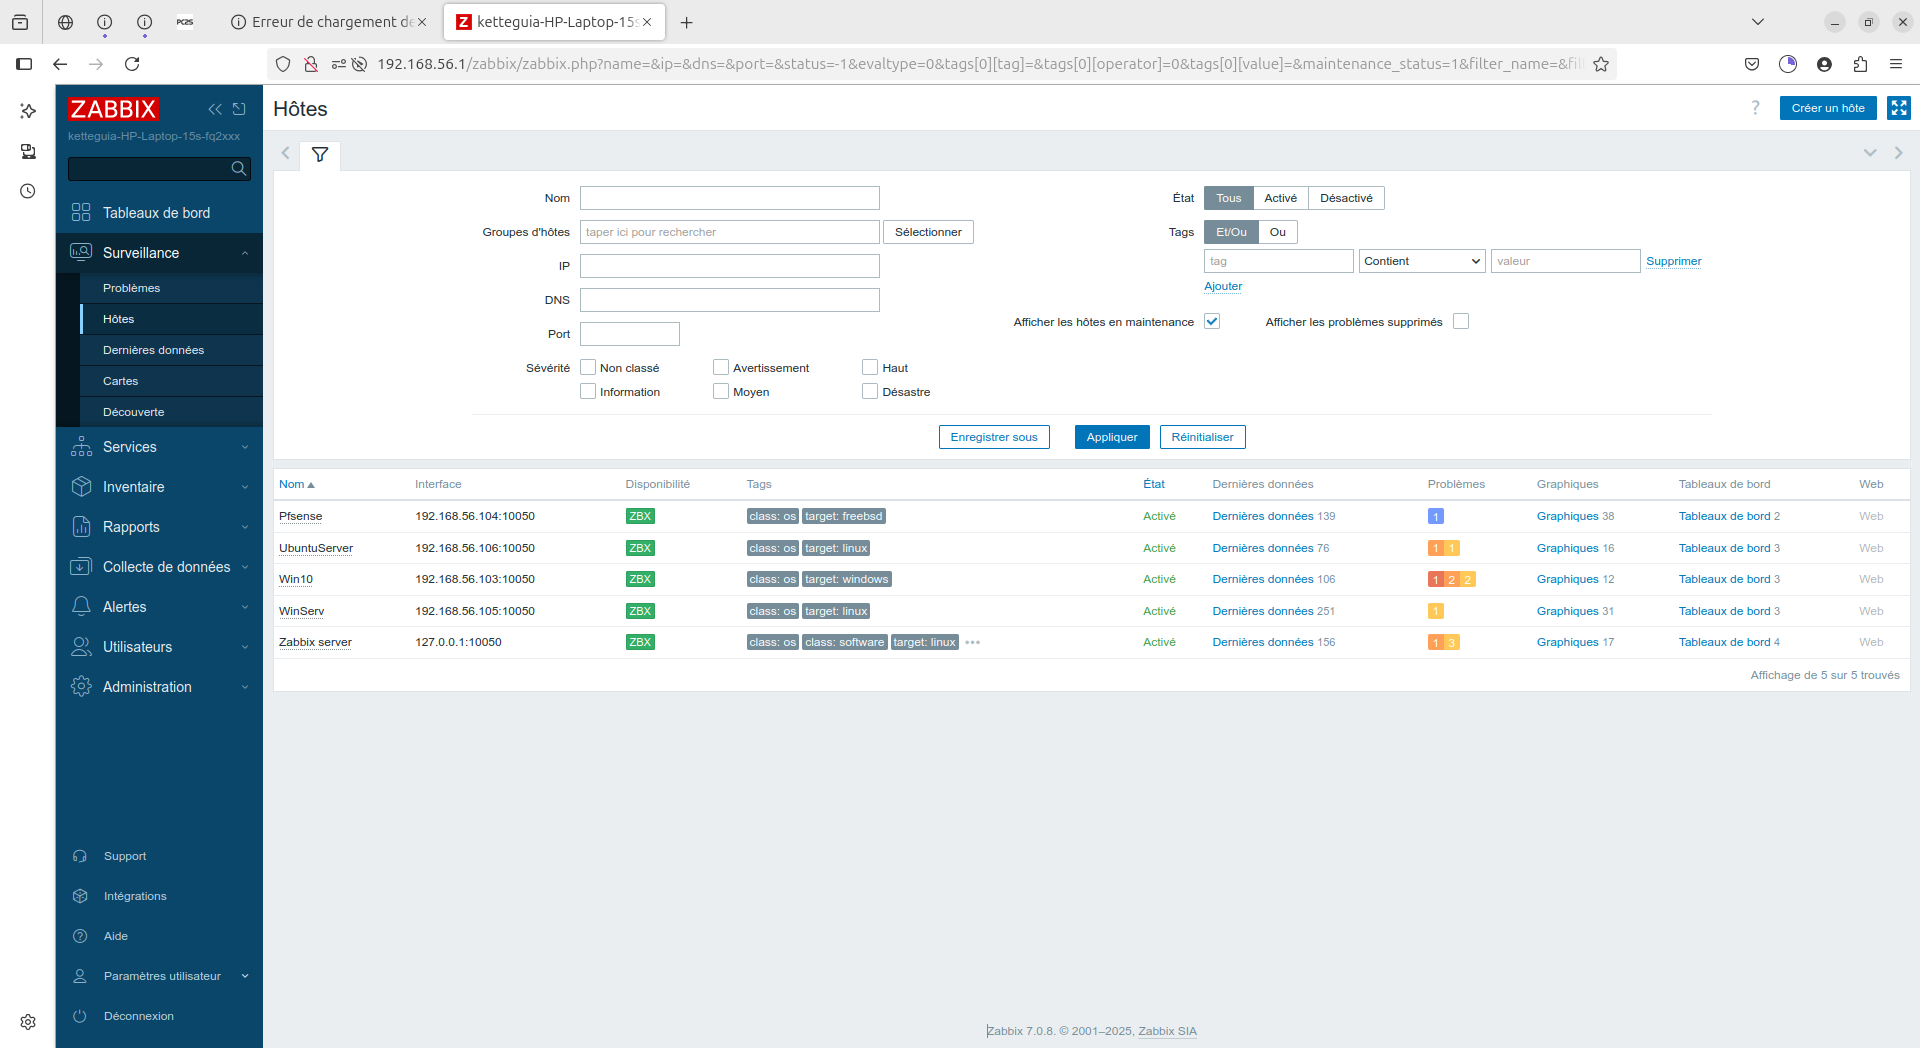 PC2S
Erreur de chargement de
Z ketteguia-HP-Laptop-15s
192.168.56.1/zabbix/zabbix.php?name=&ip=&dns=&port=&status=-1&evaltype=0&tags[0][tag]=&tags[0][operator]=0&tags[0][value]=&maintenance_status=1&filter_name=&fil
ZABBIX
ketteguia-HP-Laptop-15s-fq2xxx
Tableaux de bord
Surveillance
Problèmes
Hôtes
Dernières données
Cartes
Découverte
Services
Inventaire
Rapports
Collecte de données
Alertes
Utilisateurs
Administration
Support
Intégrations
Aide
Paramètres utilisateur
Déconnexion
Hôtes
? Créer un hôte
Nom
Groupes d'hôtes taper ici pour rechercher Sélectionner
IP
DNS
Port
Sévérité Non classé Avertissement Haut
Information Moyen Désastre
État Tous Activé Désactivé
Tags Et/Ou Ou
tag Contient valeur Supprimer
Ajouter
Afficher les hôtes en maintenance Afficher les problèmes supprimés
Enregistrer sous Appliquer Réinitialiser
Nom Interface Disponibilité Tags État Dernières données Problèmes Graphiques Tableaux de bord Web
Pfsense 192.168.56.104:10050 ZBX class: os target: freebsd Activé Dernières données 139 1 Graphiques 38 Tableaux de bord 2 Web
UbuntuServer 192.168.56.106:10050 ZBX class: os target: linux Activé Dernières données 76 1 1 Graphiques 16 Tableaux de bord 3 Web
Win10 192.168.56.103:10050 ZBX class: os target: windows Activé Dernières données 106 1 2 2 Graphiques 12 Tableaux de bord 3 Web
WinServ 192.168.56.105:10050 ZBX class: os target: linux Activé Dernières données 251 1 Graphiques 31 Tableaux de bord 3 Web
Zabbix server 127.0.0.1:10050 ZBX class: os class: software target: linux ••• Activé Dernières données 156 1 3 Graphiques 17 Tableaux de bord 4 Web
Affichage de 5 sur 5 trouvés
Zabbix 7.0.8. © 2001–2025, Zabbix SIA